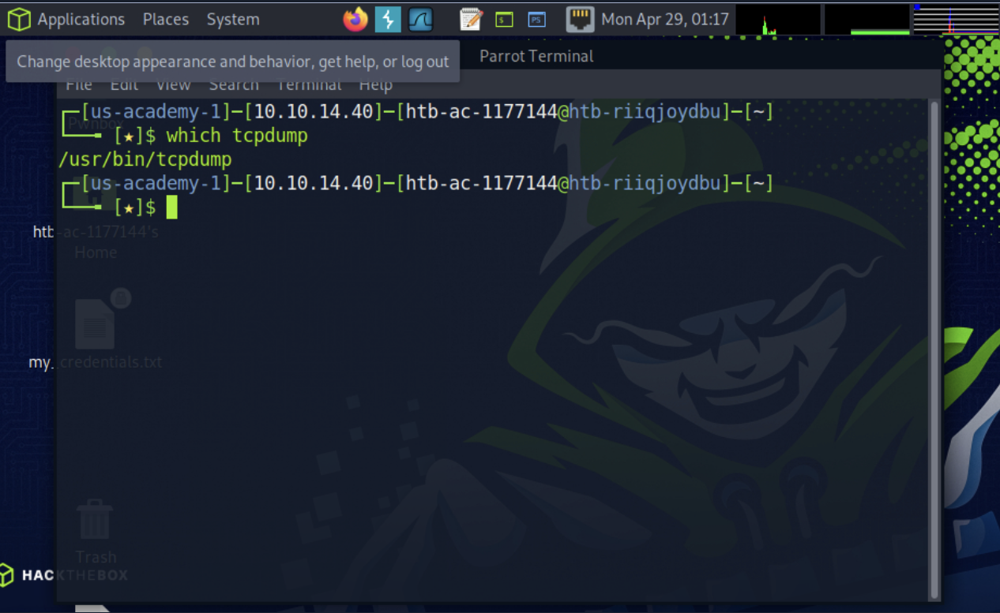 Applications Places System Mon Apr 29, 01:17
Change desktop appearance and behavior, get help, or log out
Parrot Terminal
File Edit View Search Terminal Help
┌─[us-academy-1]─[10.10.14.40]─[htb-ac-1177144@htb-riiqjoydbu]─[~]
Pwnbox
└──╼ [★]$ which tcpdump
/usr/bin/tcpdump
┌─[us-academy-1]─[10.10.14.40]─[htb-ac-1177144@htb-riiqjoydbu]─[~]
└──╼ [★]$
htb-ac-1177144's
Home
my_credentials.txt
Trash
HACKTHEBOX